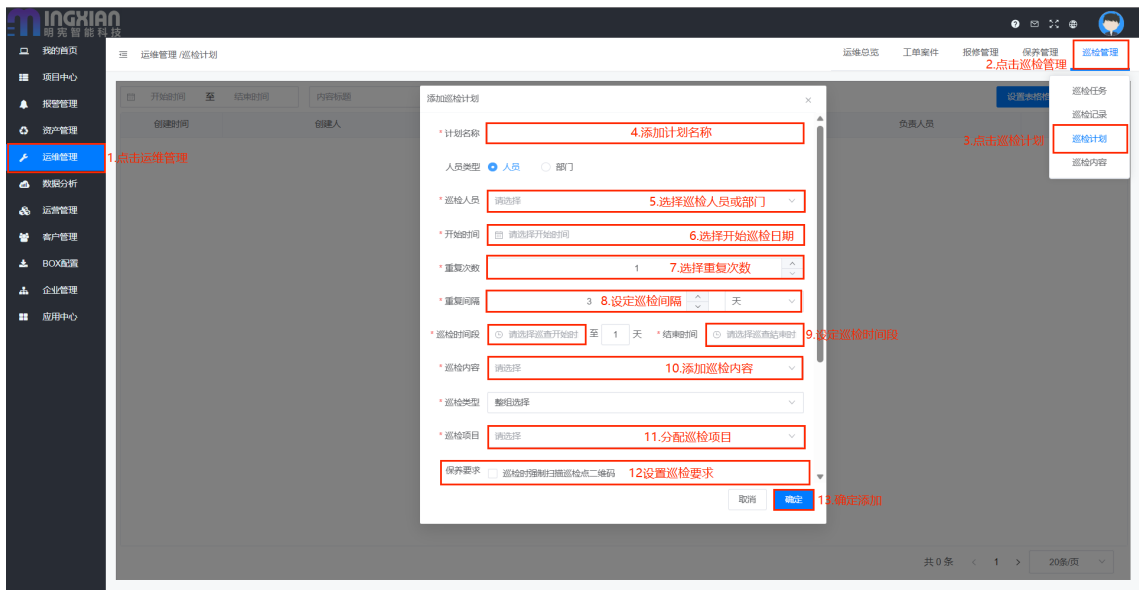 MINGXIAN
明宪智能科技
我的首页
项目中心
报警管理
资产管理
运维管理
数据分析
运营管理
客户管理
BOX配置
企业管理
应用中心
1.点击运维管理
运维管理 /巡检计划
运维总览 工单案件 报修管理 保养管理 巡检管理
2.点击巡检管理
巡检任务
巡检记录
巡检计划
巡检内容
3.点击巡检计划
开始时间 至 结束时间 内容标题
设置表格
创建时间 创建人 负责人员
添加巡检计划 ×
* 计划名称 4.添加计划名称
人员类型 人员 部门
* 巡检人员 请选择 5.选择巡检人员或部门
* 开始时间 请选择开始时间 6.选择开始巡检日期
* 重复次数 1 7.选择重复次数
* 重复间隔 3 8.设定巡检间隔 天
* 巡检时间段 请选择巡查开始时 至 1 天 * 结束时间 请选择巡查结束时 9.设定巡检时间段
* 巡检内容 请选择 10.添加巡检内容
* 巡检类型 整组选择
* 巡检项目 请选择 11.分配巡检项目
保养要求 巡检时强制扫描巡检点二维码 12设置巡检要求
取消 确定 13.确定添加
共 0 条 1 20条/页